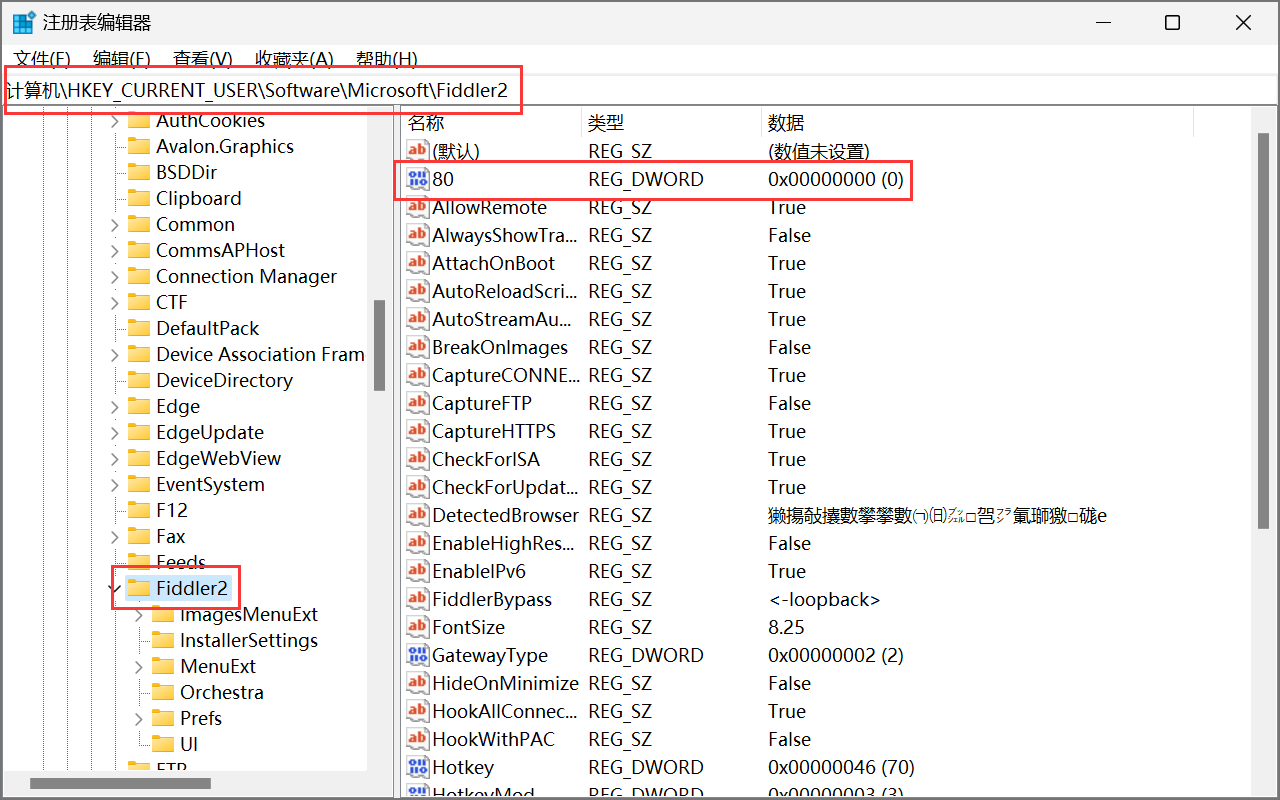 注册表编辑器
文件(F) 编辑(E) 查看(V) 收藏夹(A) 帮助(H)
计算机\HKEY_CURRENT_USER\Software\Microsoft\Fiddler2
AuthCookies
Avalon.Graphics
BSDDir
Clipboard
Common
CommsAPHost
Connection Manager
CTF
DefaultPack
Device Association Fram
DeviceDirectory
Edge
EdgeUpdate
EdgeWebView
EventSystem
F12
Fax
Feeds
Fiddler2
ImagesMenuExt
InstallerSettings
MenuExt
Orchestra
Prefs
UI
FTP
名称 类型 数据
(默认) REG_SZ (数值未设置)
80 REG_DWORD 0x00000000 (0)
AllowRemote REG_SZ True
AlwaysShowTra... REG_SZ False
AttachOnBoot REG_SZ True
AutoReloadScri... REG_SZ True
AutoStreamAu... REG_SZ True
BreakOnImages REG_SZ False
CaptureCONNE... REG_SZ True
CaptureFTP REG_SZ False
CaptureHTTPS REG_SZ True
CheckForISA REG_SZ True
CheckForUpdat... REG_SZ True
DetectedBrowser REG_SZ
EnableHighRes... REG_SZ False
EnableIPv6 REG_SZ True
FiddlerBypass REG_SZ <-loopback>
FontSize REG_SZ 8.25
GatewayType REG_DWORD 0x00000002 (2)
HideOnMinimize REG_SZ False
HookAllConnec... REG_SZ True
HookWithPAC REG_SZ False
Hotkey REG_DWORD 0x00000046 (70)
HotkeyMod REG_DWORD 0x00000003 (3)